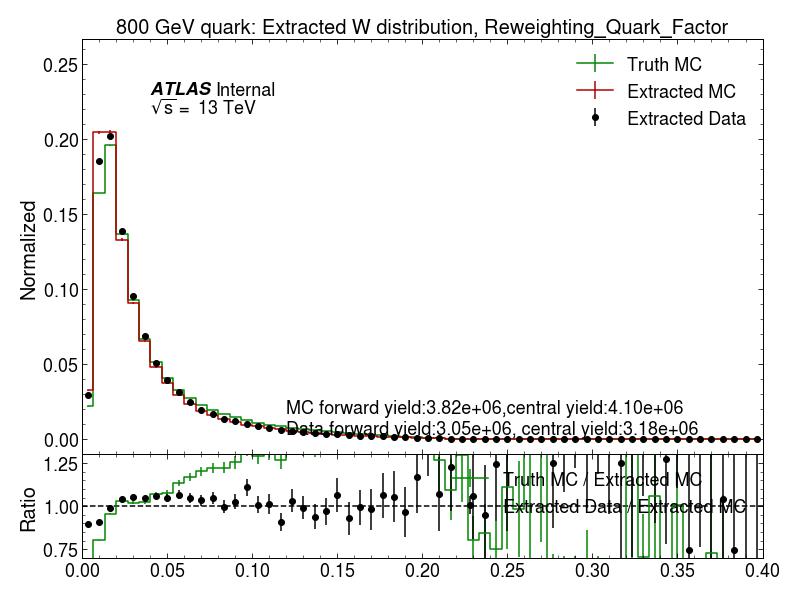 800 GeV quark: Extracted W distribution, Reweighting_Quark_Factor
ATLAS Internal
√s = 13 TeV
Truth MC
Extracted MC
Extracted Data
Normalized
0.25
0.20
0.15
0.10
0.05
0.00
MC forward yield:3.82e+06,central yield:4.10e+06
Data forward yield:3.05e+06, central yield:3.18e+06
Ratio
1.25
1.00
0.75
Truth MC / Extracted MC
Extracted Data / Extracted MC
0.00 0.05 0.10 0.15 0.20 0.25 0.30 0.35 0.40